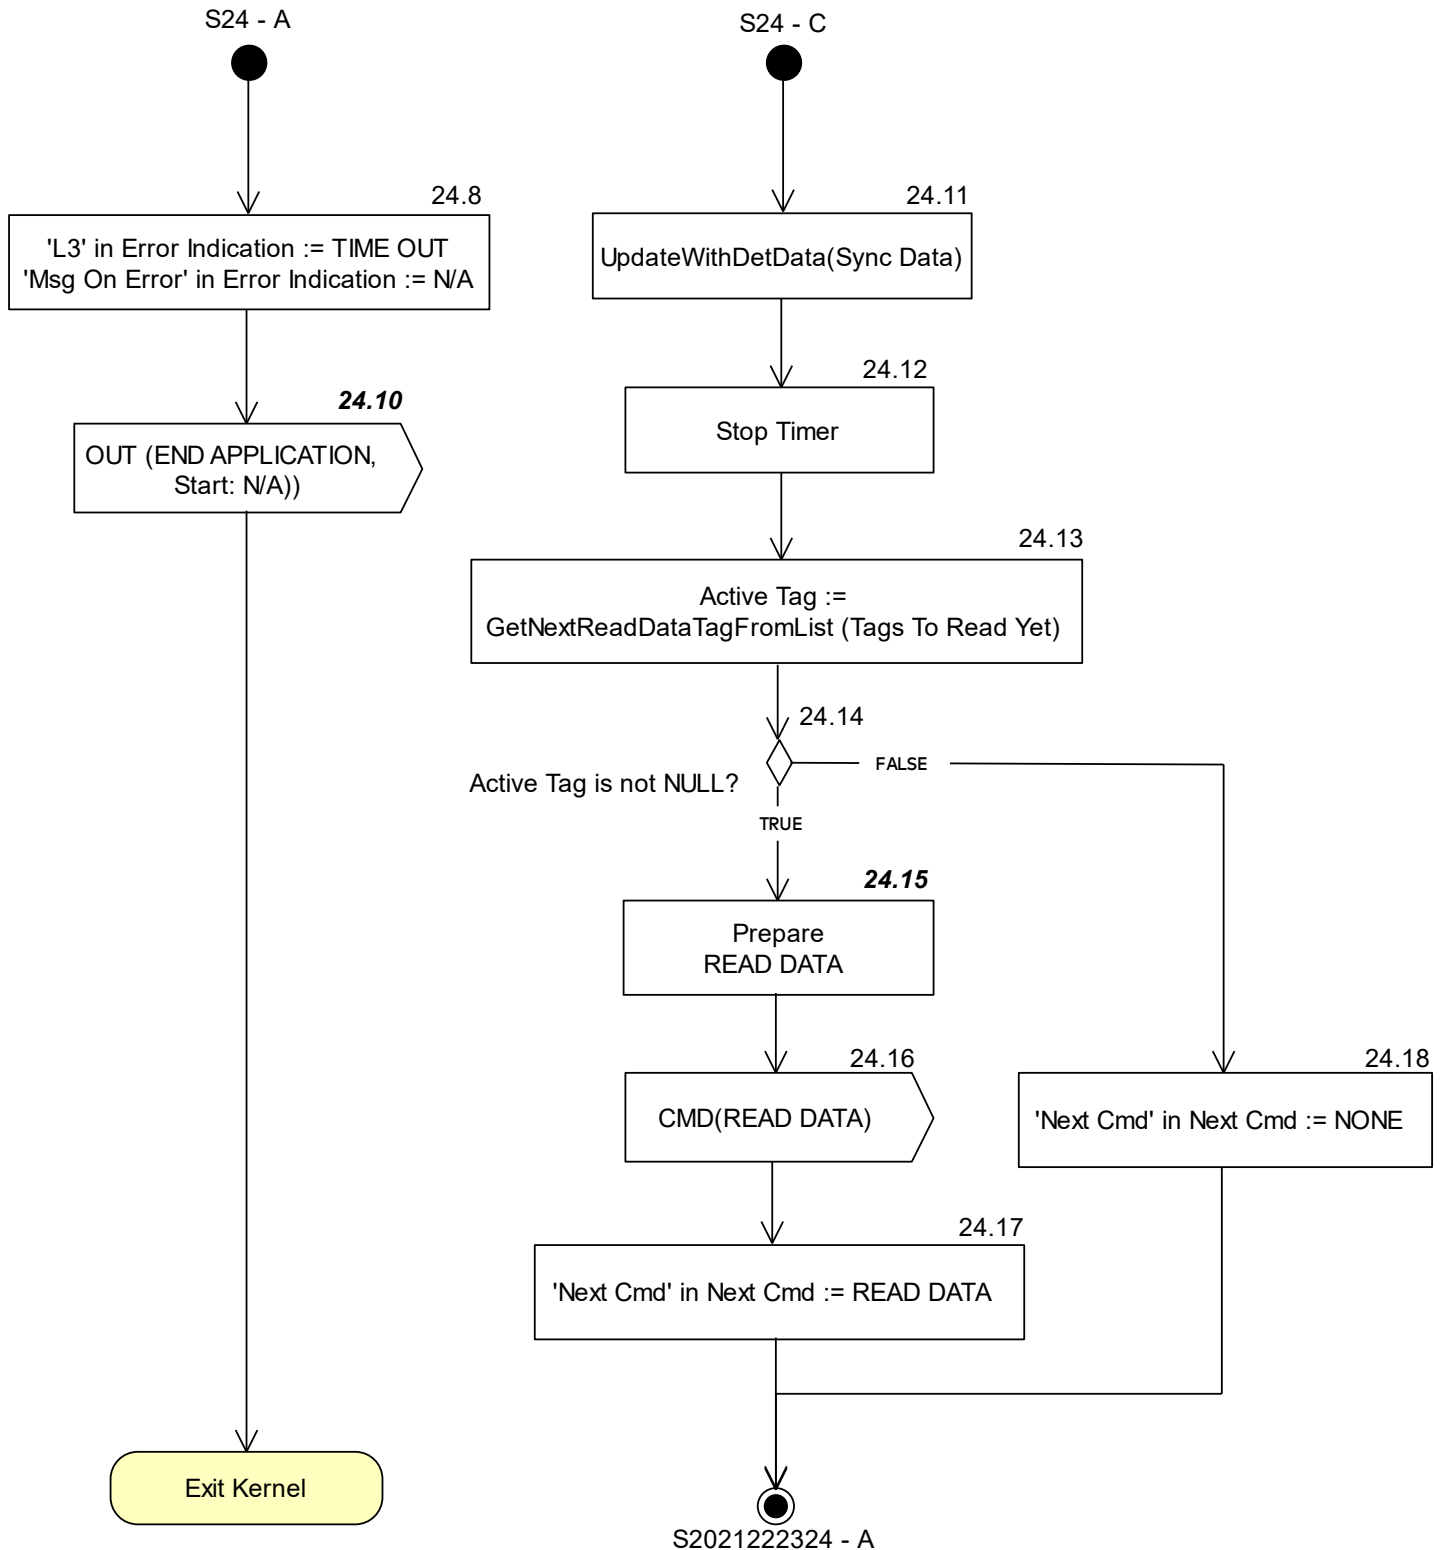 S24 - A
24.8
'L3' in Error Indication := TIME OUT
'Msg On Error' in Error Indication := N/A
24.10
OUT (END APPLICATION,
Start: N/A))
Exit Kernel
S24 - C
24.11
UpdateWithDetData(Sync Data)
24.12
Stop Timer
24.13
Active Tag :=
GetNextReadDataTagFromList (Tags To Read Yet)
24.14
Active Tag is not NULL?
FALSE
TRUE
24.15
Prepare
READ DATA
24.16
CMD(READ DATA)
24.17
'Next Cmd' in Next Cmd := READ DATA
24.18
'Next Cmd' in Next Cmd := NONE
S2021222324 - A